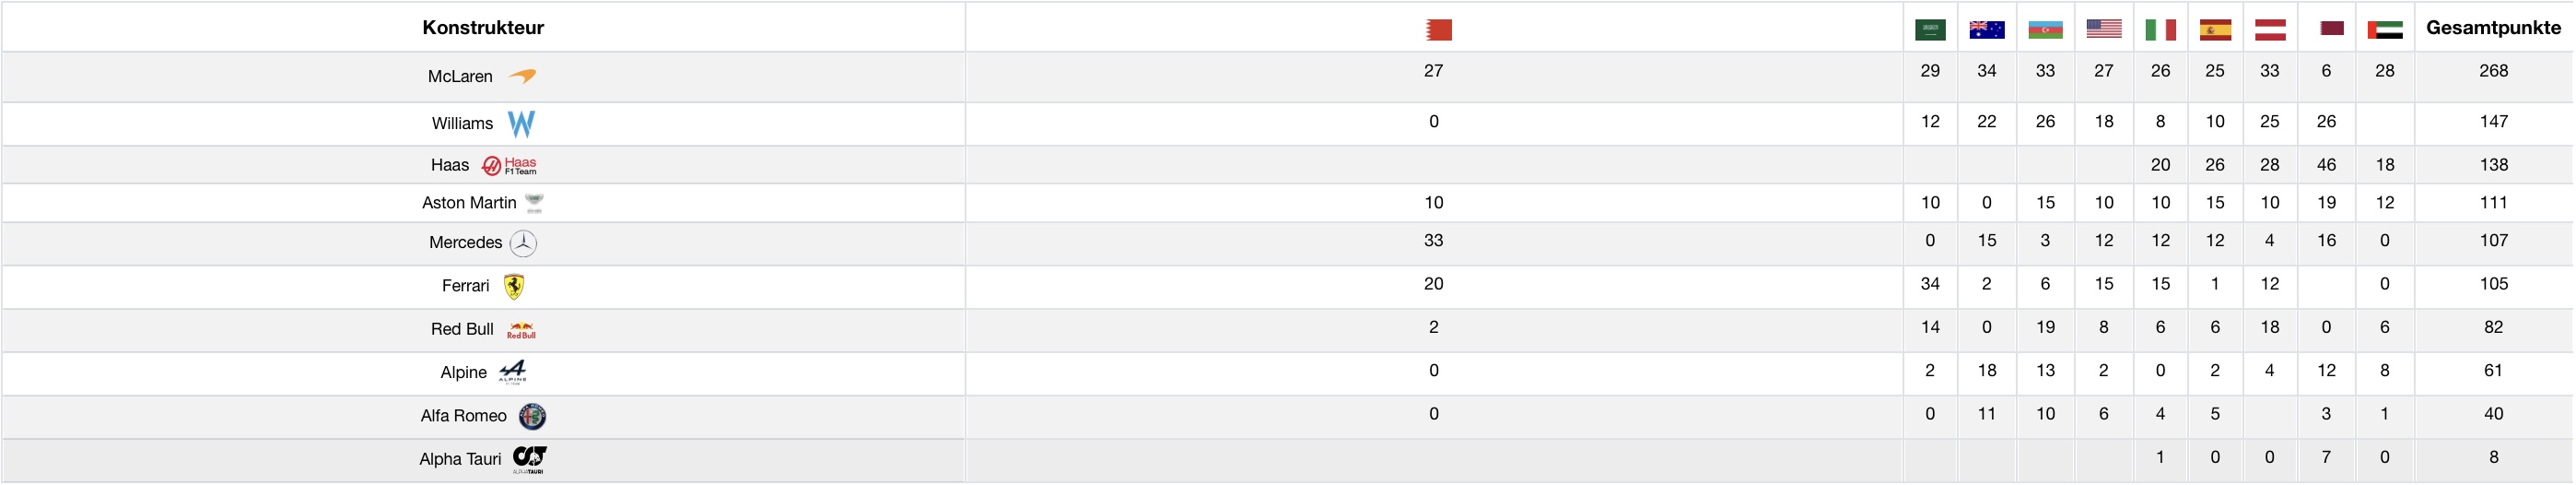 Konstrukteur Gesamtpunkte
McLaren 27 29 34 33 27 26 25 33 6 28 268
Williams W 0 12 22 26 18 8 10 25 26 147
Haas Haas F1 Team 20 26 28 46 18 138
Aston Martin 10 10 0 15 10 10 15 10 19 12 111
Mercedes 33 0 15 3 12 12 12 4 16 0 107
Ferrari 20 34 2 6 15 15 1 12 0 105
Red Bull Red Bull 2 14 0 19 8 6 6 18 0 6 82
Alpine ALPINE 0 2 18 13 2 0 2 4 12 8 61
Alfa Romeo 0 0 11 10 6 4 5 3 1 40
Alpha Tauri ALPHATAURI 1 0 0 7 0 8